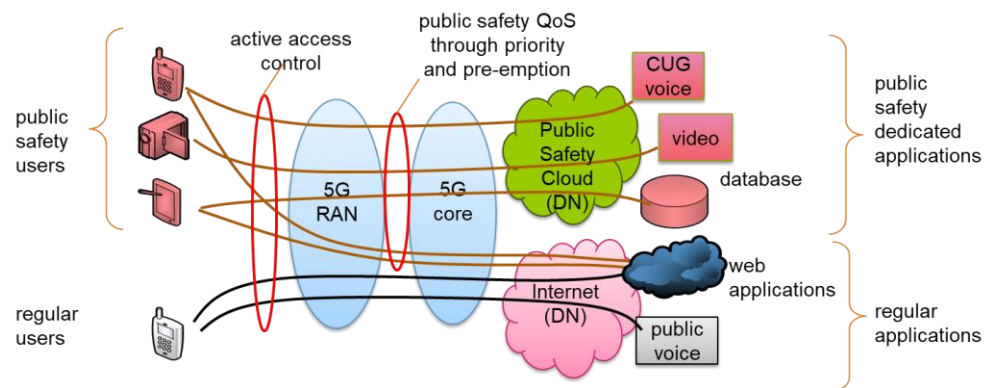 public safety QoS
through priority
and pre-emption
active access
control
CUG
voice
public
safety
users
public
safety
dedicated
applications
Public
Safety
Cloud
(DN)
video
database
5G
RAN
5G
core
web
applications
Internet
(DN)
regular
users
public
voice
regular
applications